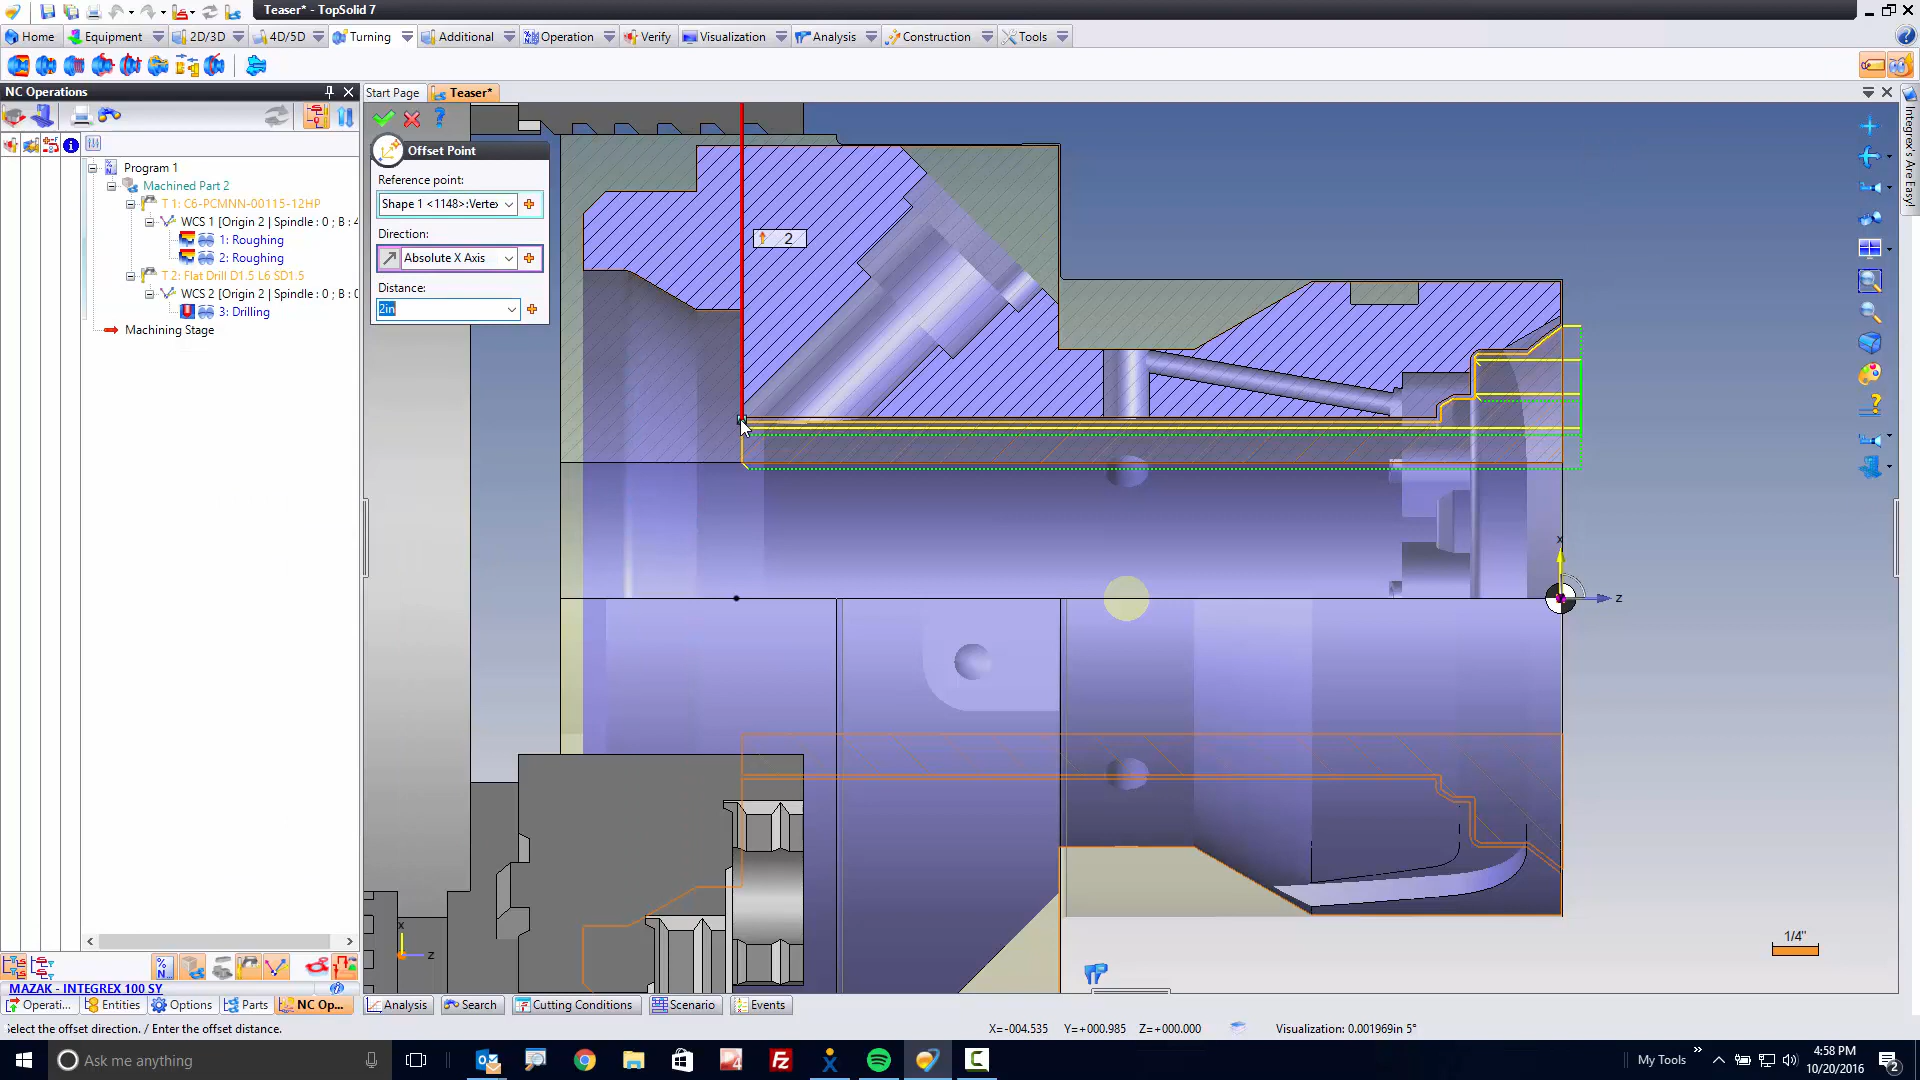 Teaser* - TopSolid 7
Home
Equipment
2D/3D
4D/5D
Turning
Additional
Operation
Verify
Visualization
Analysis
Construction
Tools
NC Operations
Start Page
Teaser*
Program 1
Machined Part 2
T 1: C6-PCMNN-00115-12HP
WCS 1 [Origin 2 | Spindle : 0 ; B : 4
1: Roughing
2: Roughing
T 2: Flat Drill D1.5 L6 SD1.5
WCS 2 [Origin 2 | Spindle : 0 ; B : 0
3: Drilling
Machining Stage
Offset Point
Reference point:
Shape 1 <1148>:Vertex
Direction:
Absolute X Axis
Distance:
2in
2
x
z
x
z
1/4"
Integrex's Are Easy!
MAZAK - INTEGREX 100 SY
Operati...
Entities
Options
Parts
NC Op...
Analysis
Search
Cutting Conditions
Scenario
Events
Select the offset direction. / Enter the offset distance.
X=-004.535 Y=+000.985 Z=+000.000
Visualization: 0.001969in 5°
Ask me anything
My Tools
4:58 PM
10/20/2016
2